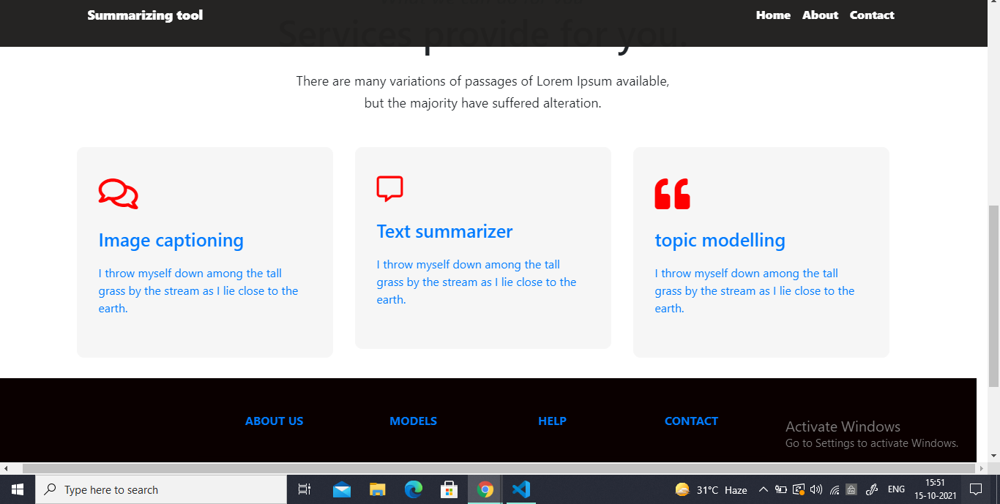 Summarizing tool
Home About Contact
Services provide for you.
There are many variations of passages of Lorem Ipsum available,
but the majority have suffered alteration.
Image captioning
I throw myself down among the tall
grass by the stream as I lie close to the
earth.
Text summarizer
I throw myself down among the tall
grass by the stream as I lie close to the
earth.
topic modelling
I throw myself down among the tall
grass by the stream as I lie close to the
earth.
ABOUT US MODELS HELP CONTACT
Activate Windows
Go to Settings to activate Windows.
Type here to search
31°C Haze
ENG
15:51
15-10-2021